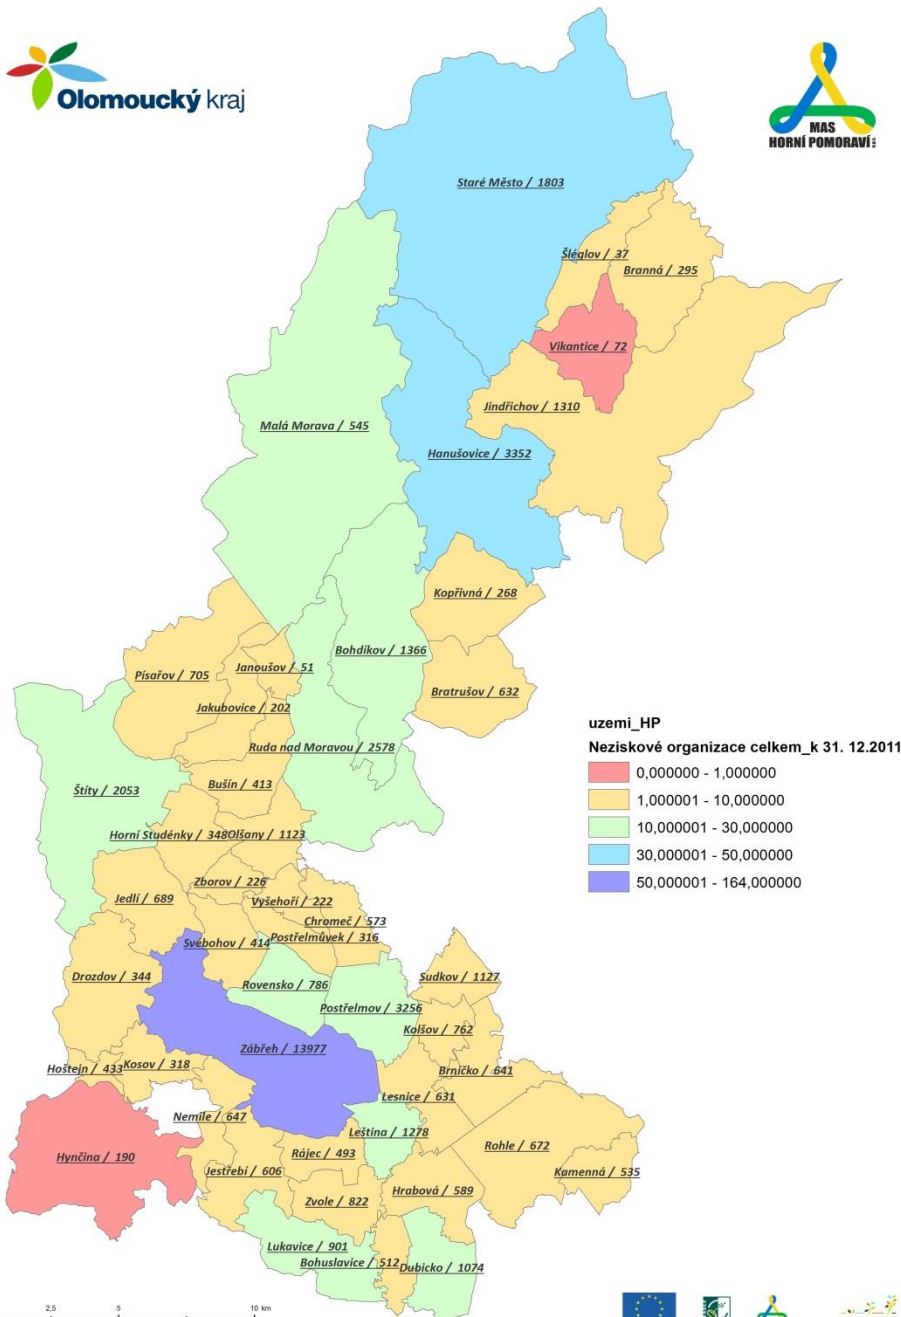 Olomoucký kraj
MAS
HORNÍ POMORAVÍ o.p.s.
Staré Město / 1803
Šléglov / 37
Branná / 295
Vikantice / 72
Jindřichov / 1310
Malá Morava / 545
Hanušovice / 3352
Kopřivná / 268
Bohdíkov / 1366
Janoušov / 51
Písařov / 705
Bratrušov / 632
Jakubovice / 202
Ruda nad Moravou / 2578
uzemi_HP
Neziskové organizace celkem_k 31. 12.2011
0,000000 - 1,000000
1,000001 - 10,000000
10,000001 - 30,000000
30,000001 - 50,000000
50,000001 - 164,000000
Bušín / 413
Štíty / 2053
Horní Studénky / 348
Olšany / 1123
Zborov / 226
Jedlí / 689
Vyšehoří / 222
Chromeč / 573
Postřelmůvek / 316
Svébohov / 414
Drozdov / 344
Rovensko / 786
Sudkov / 1127
Postřelmov / 3256
Kolšov / 762
Zábřeh / 13977
Hoštejn / 433
Kosov / 318
Brníčko / 641
Lesnice / 631
Nemile / 647
Leština / 1278
Rohle / 672
Hynčina / 190
Rájec / 493
Jestřebí / 606
Kamenná / 535
Hrabová / 589
Zvole / 822
Lukavice / 901
Bohuslavice / 512
Dubicko / 1074
2,5 5 10 km